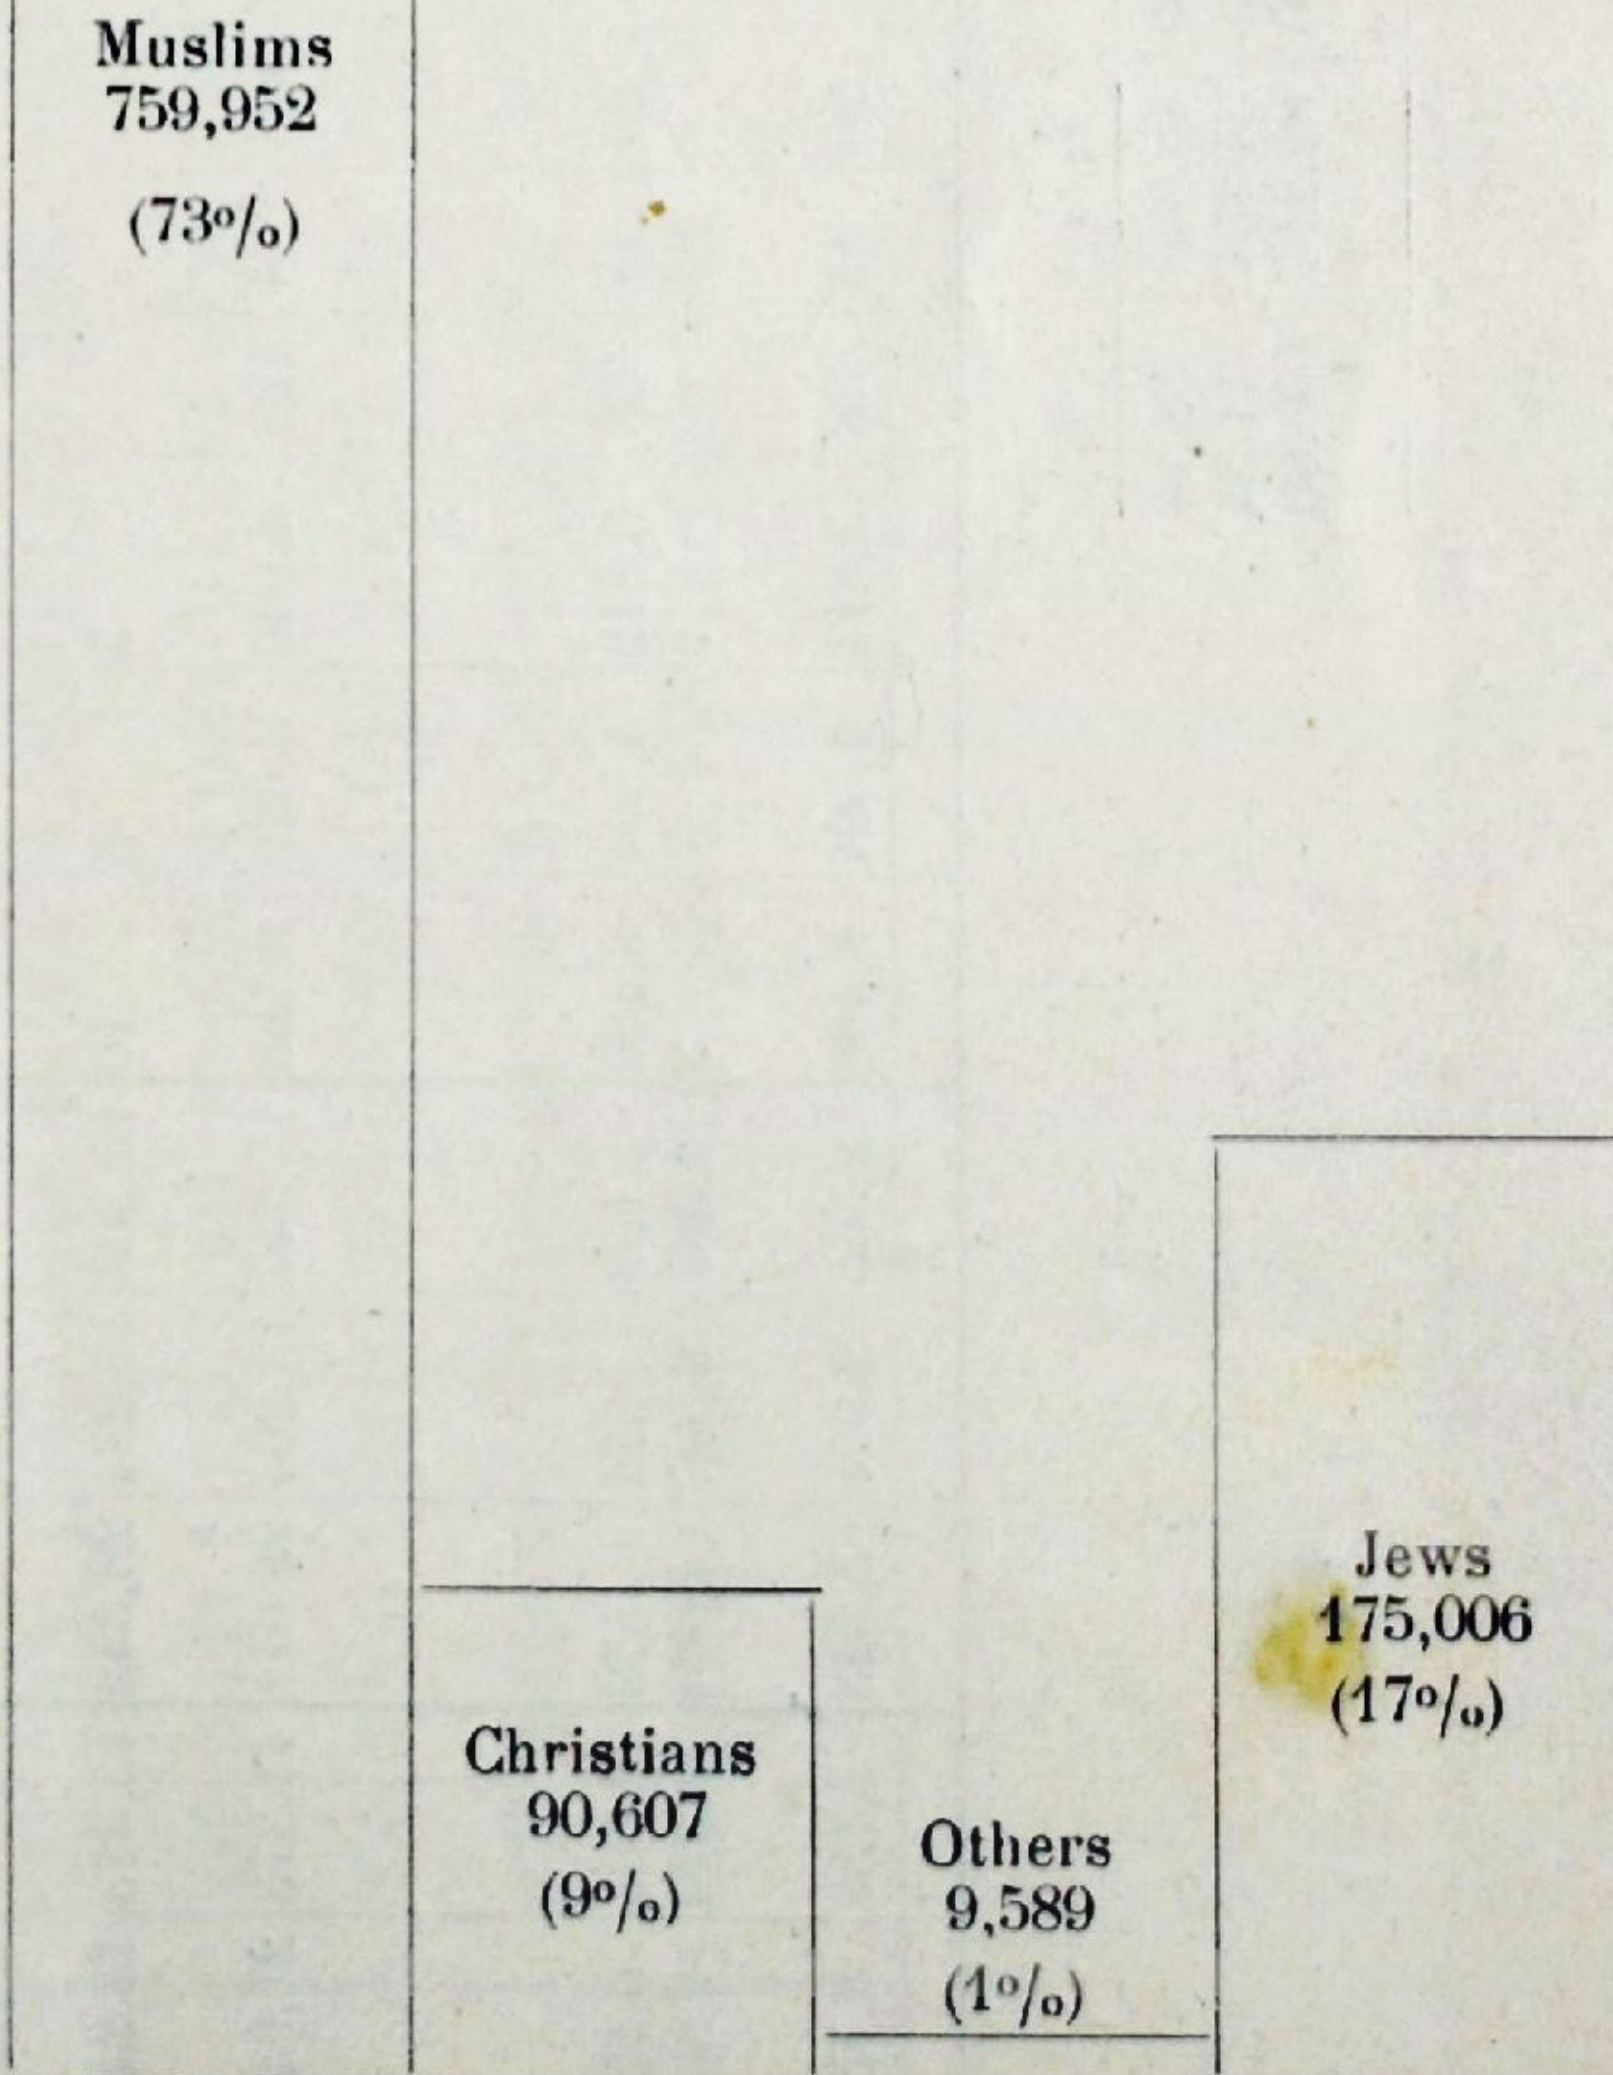 Muslims
759,952
(73%)
Jews
175,006
(17%)
Christians
90,607
(9%)
Others
9,589
(1%)